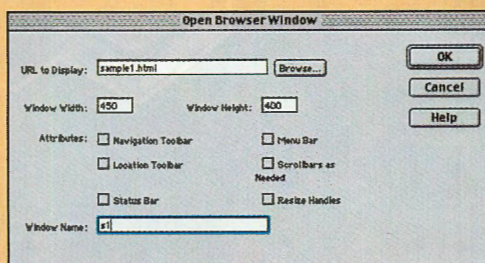 Open Browser Window
URL to Display: sample1.html Browse... OK
Cancel
Window Width: 450 Window Height: 400
Help
Attributes: Navigation Toolbar Menu Bar
Location Toolbar Scrollbars as
Needed
Status Bar Resize Handles
Window Name: s1